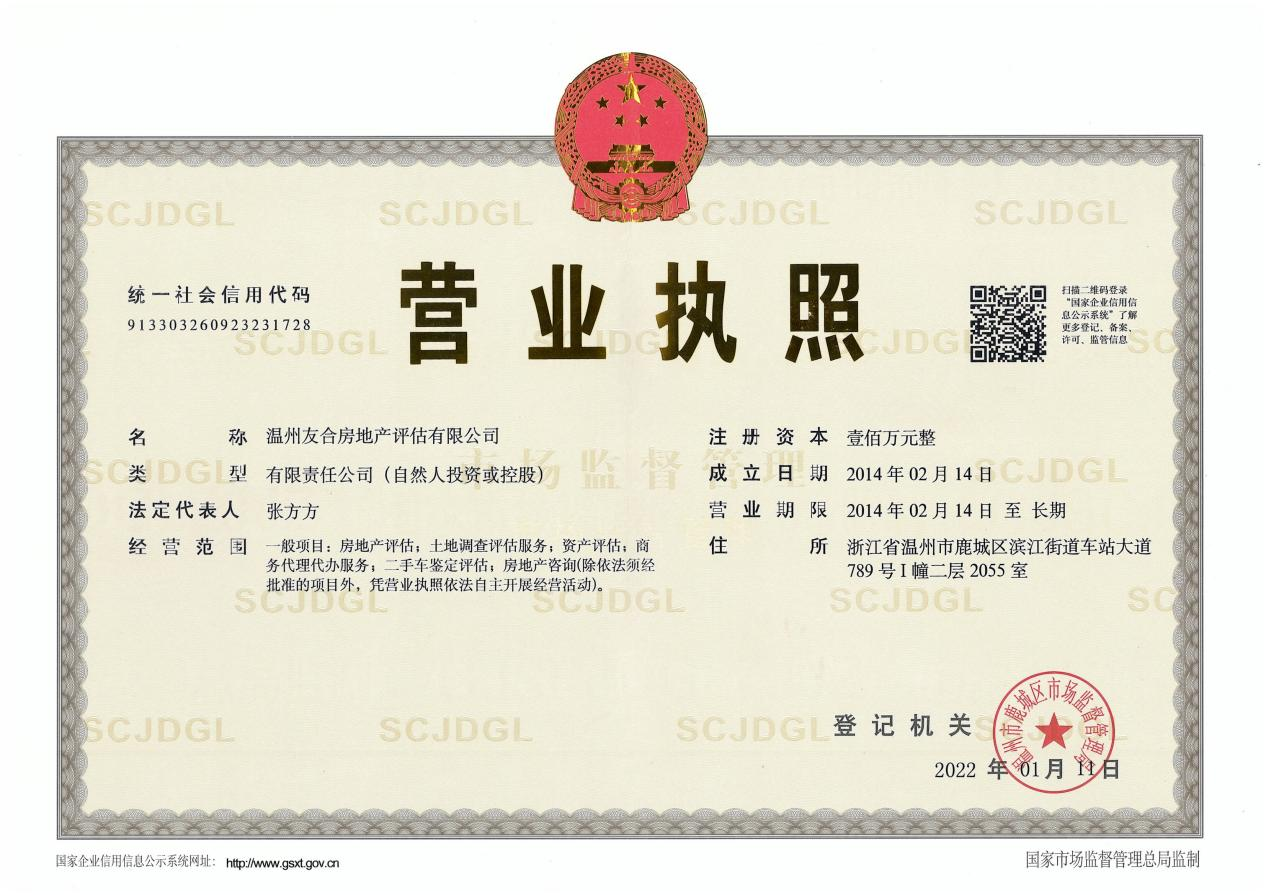 SCJDGL SCJDGL SCJDGL SCJDGL
营业执照
统一社会信用代码
913303260923231728
扫描二维码登录
“国家企业信用信
息公示系统”了解
更多登记、备案、
许可、监管信息
SCJDGL SCJDGL SCJDGL SC
名称 温州友合房地产评估有限公司
类型 有限责任公司（自然人投资或控股）
法定代表人 张方方
经营范围 一般项目：房地产评估；土地调查评估服务；资产评估；商
务代理代办服务；二手车鉴定评估；房地产咨询(除依法须经
批准的项目外，凭营业执照依法自主开展经营活动)。
注册资本 壹佰万元整
成立日期 2014年02月14日
营业期限 2014年02月14日 至 长期
住所 浙江省温州市鹿城区滨江街道车站大道
789号I幢二层2055室
SCJDGL 市场监督管理 SCJDGL
SCJDGL SCJDGL SCJDGL SC
SCJDGL SCJDGL SCJDGL SCJDGL
登记机关
温州市鹿城区市场监督管理局
2022年01月11日
国家企业信用信息公示系统网址： http://www.gsxt.gov.cn
国家市场监督管理总局监制